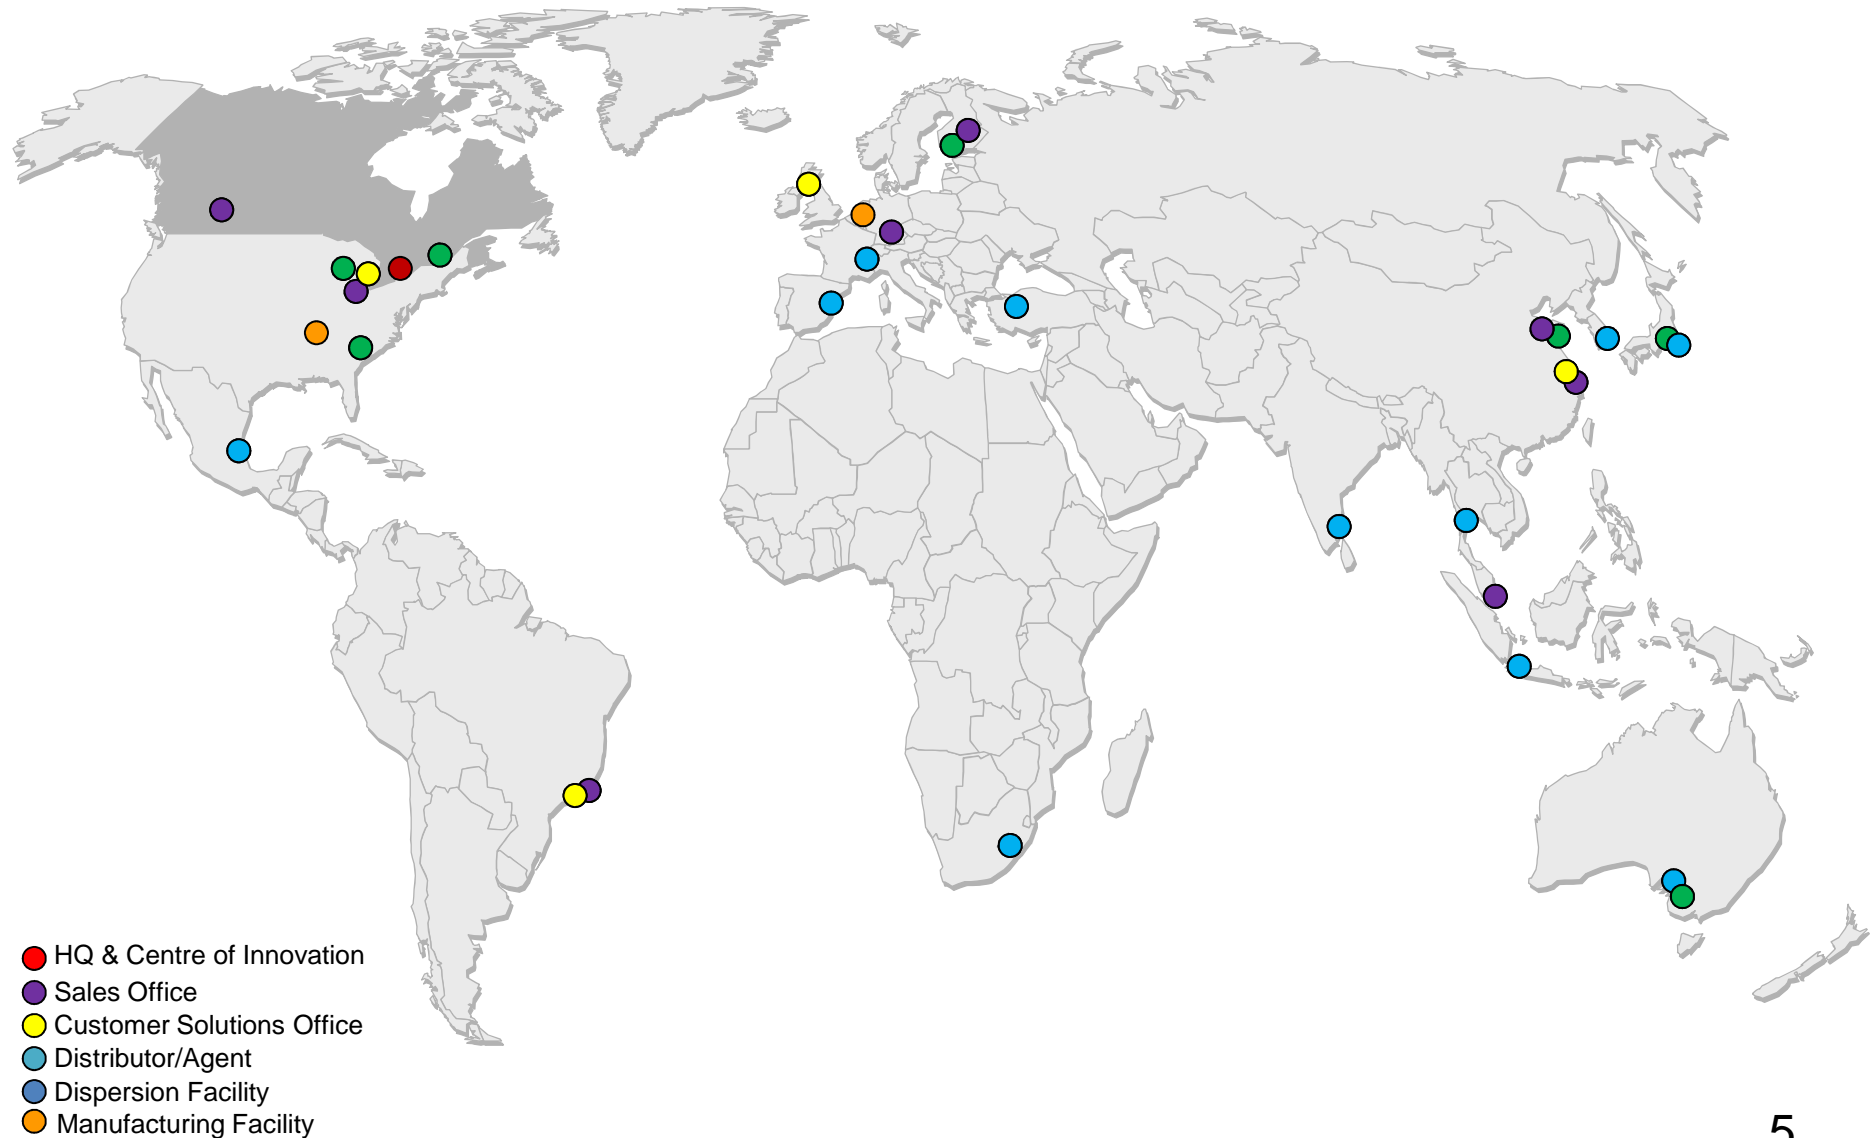 HQ & Centre of Innovation
Sales Office
Customer Solutions Office
Distributor/Agent
Dispersion Facility
Manufacturing Facility
5